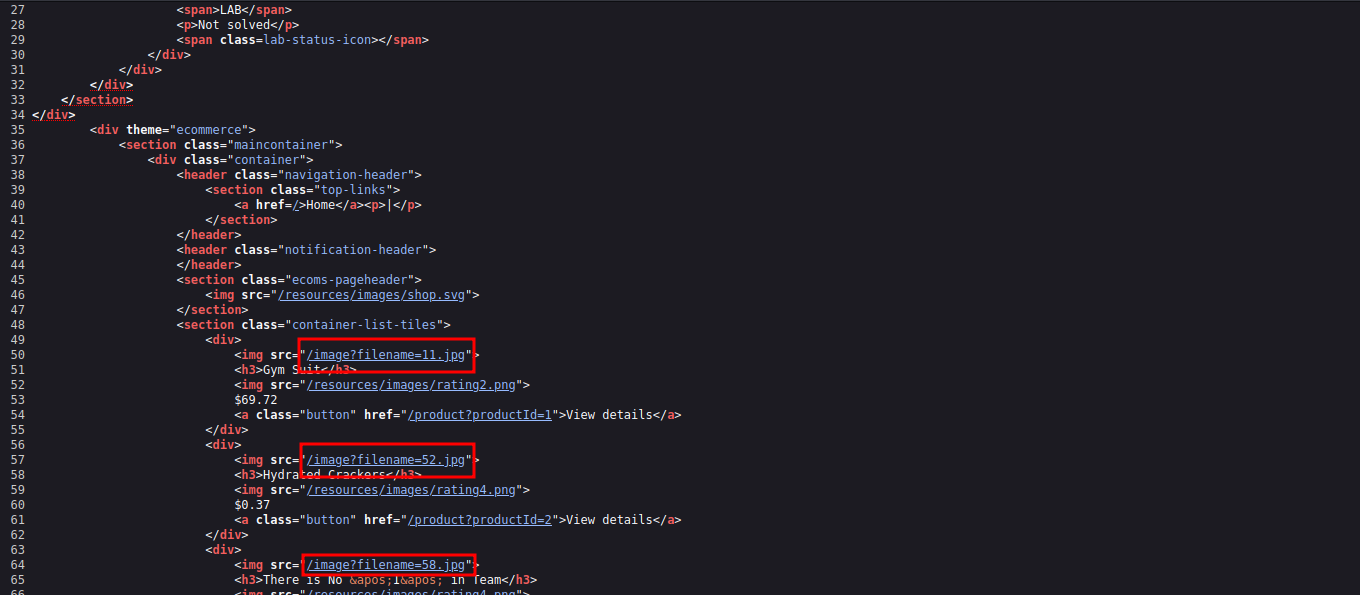 27 <span>LAB</span>
28 <p>Not solved</p>
29 <span class=lab-status-icon></span>
30 </div>
31 </div>
32 </div>
33 </section>
34 </div>
35 <div theme="ecommerce">
36 <section class="maincontainer">
37 <div class="container">
38 <header class="navigation-header">
39 <section class="top-links">
40 <a href=/>Home</a><p>|</p>
41 </section>
42 </header>
43 <header class="notification-header">
44 </header>
45 <section class="ecoms-pageheader">
46 <img src="/resources/images/shop.svg">
47 </section>
48 <section class="container-list-tiles">
49 <div>
50 <img src="/image?filename=11.jpg">
51 <h3>Gym Suit</h3>
52 <img src="/resources/images/rating2.png">
53 $69.72
54 <a class="button" href="/product?productId=1">View details</a>
55 </div>
56 <div>
57 <img src="/image?filename=52.jpg">
58 <h3>Hydrated Crackers</h3>
59 <img src="/resources/images/rating4.png">
60 $0.37
61 <a class="button" href="/product?productId=2">View details</a>
62 </div>
63 <div>
64 <img src="/image?filename=58.jpg">
65 <h3>There is No &apos;I&apos; in Team</h3>
66 <img src="/resources/images/rating4.png">